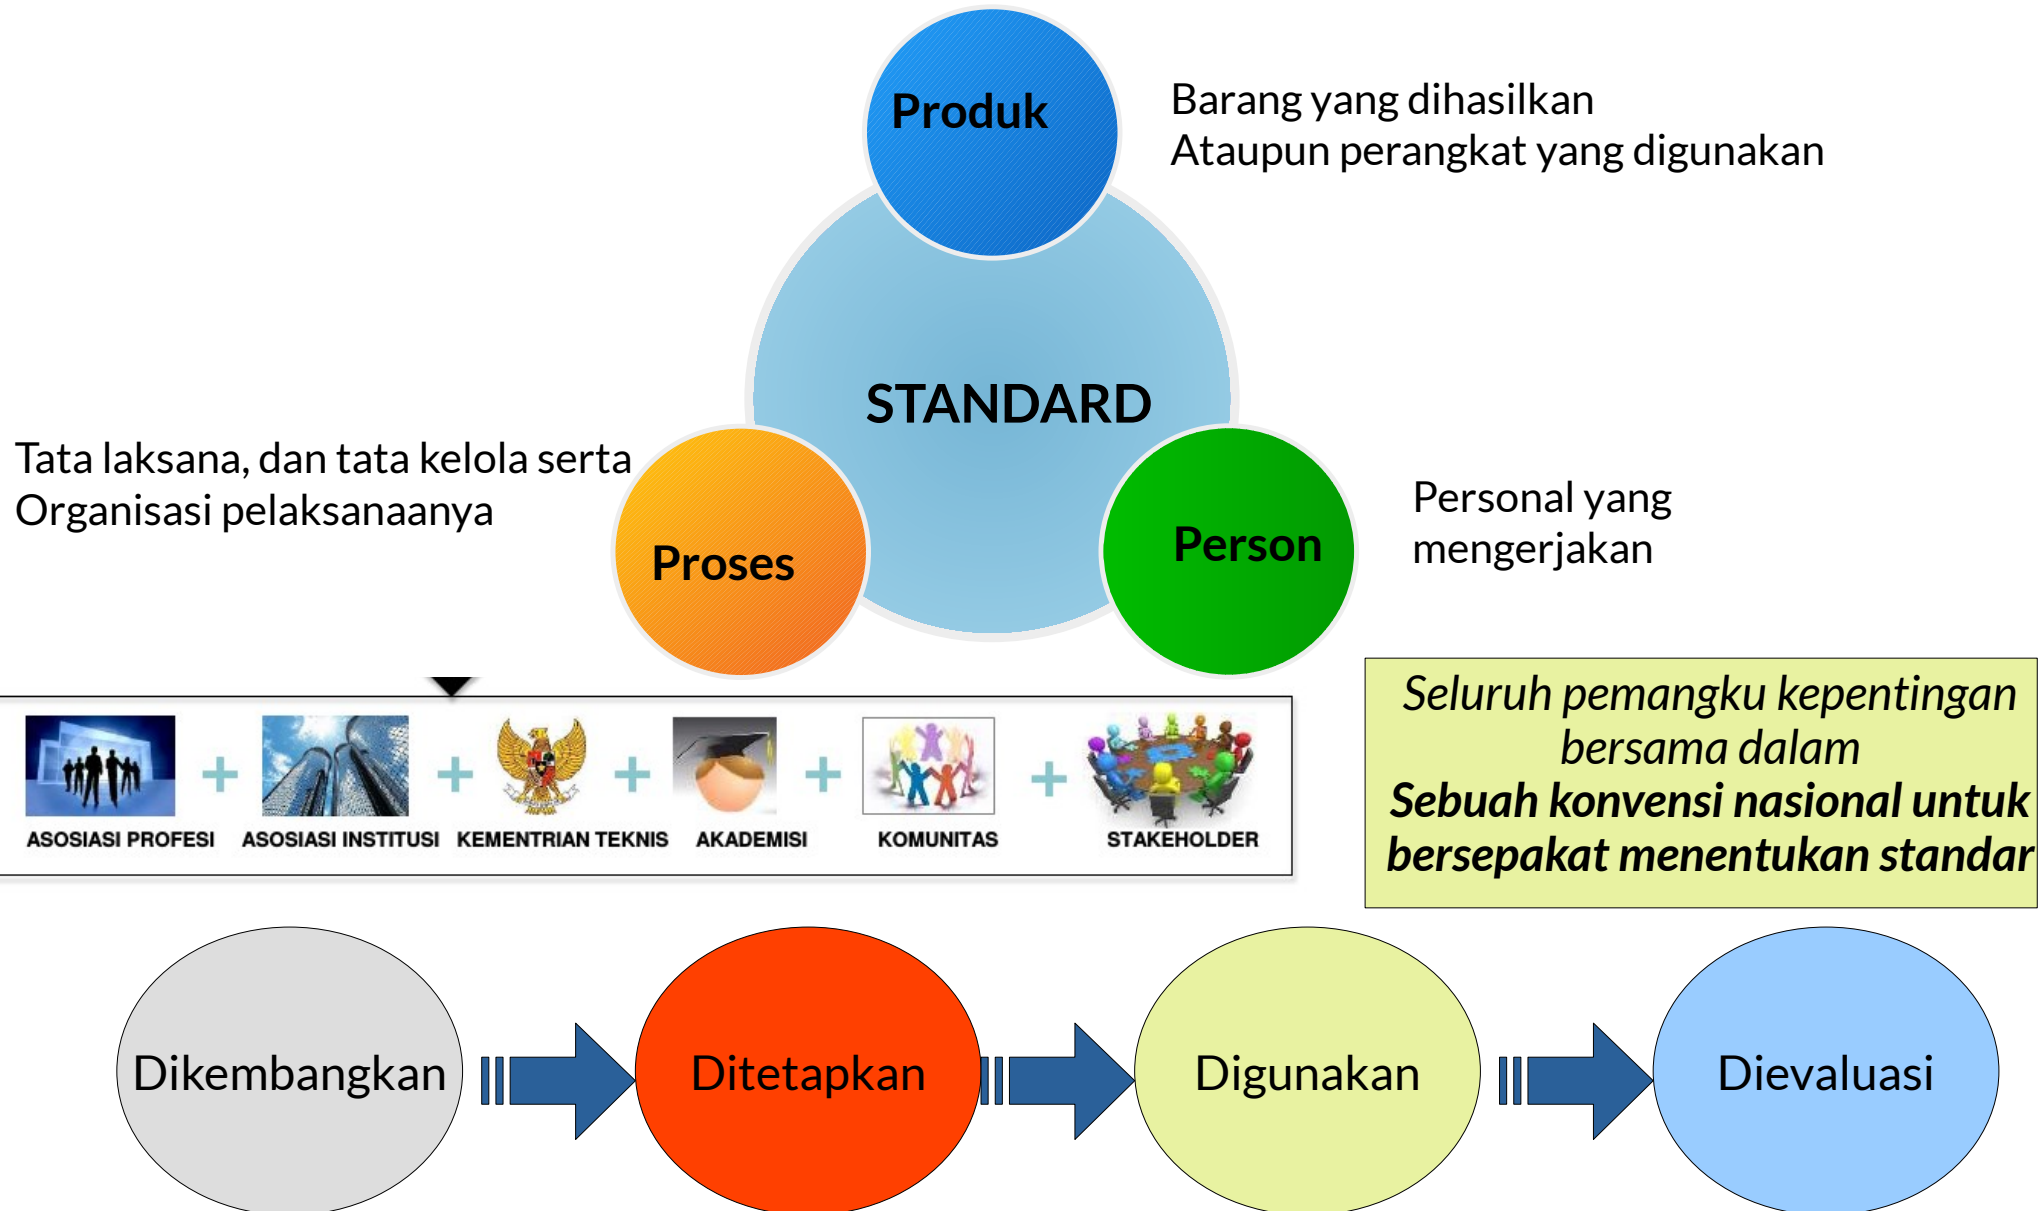 Produk
Barang yang dihasilkan
Ataupun perangkat yang digunakan
STANDARD
Tata laksana, dan tata kelola serta
Organisasi pelaksanaanya
Proses
Person
Personal yang
mengerjakan
ASOSIASI PROFESI
ASOSIASI INSTITUSI
KEMENTRIAN TEKNIS
AKADEMISI
KOMUNITAS
STAKEHOLDER
Seluruh pemangku kepentingan
bersama dalam
Sebuah konvensi nasional untuk
bersepakat menentukan standar
Dikembangkan
Ditetapkan
Digunakan
Dievaluasi